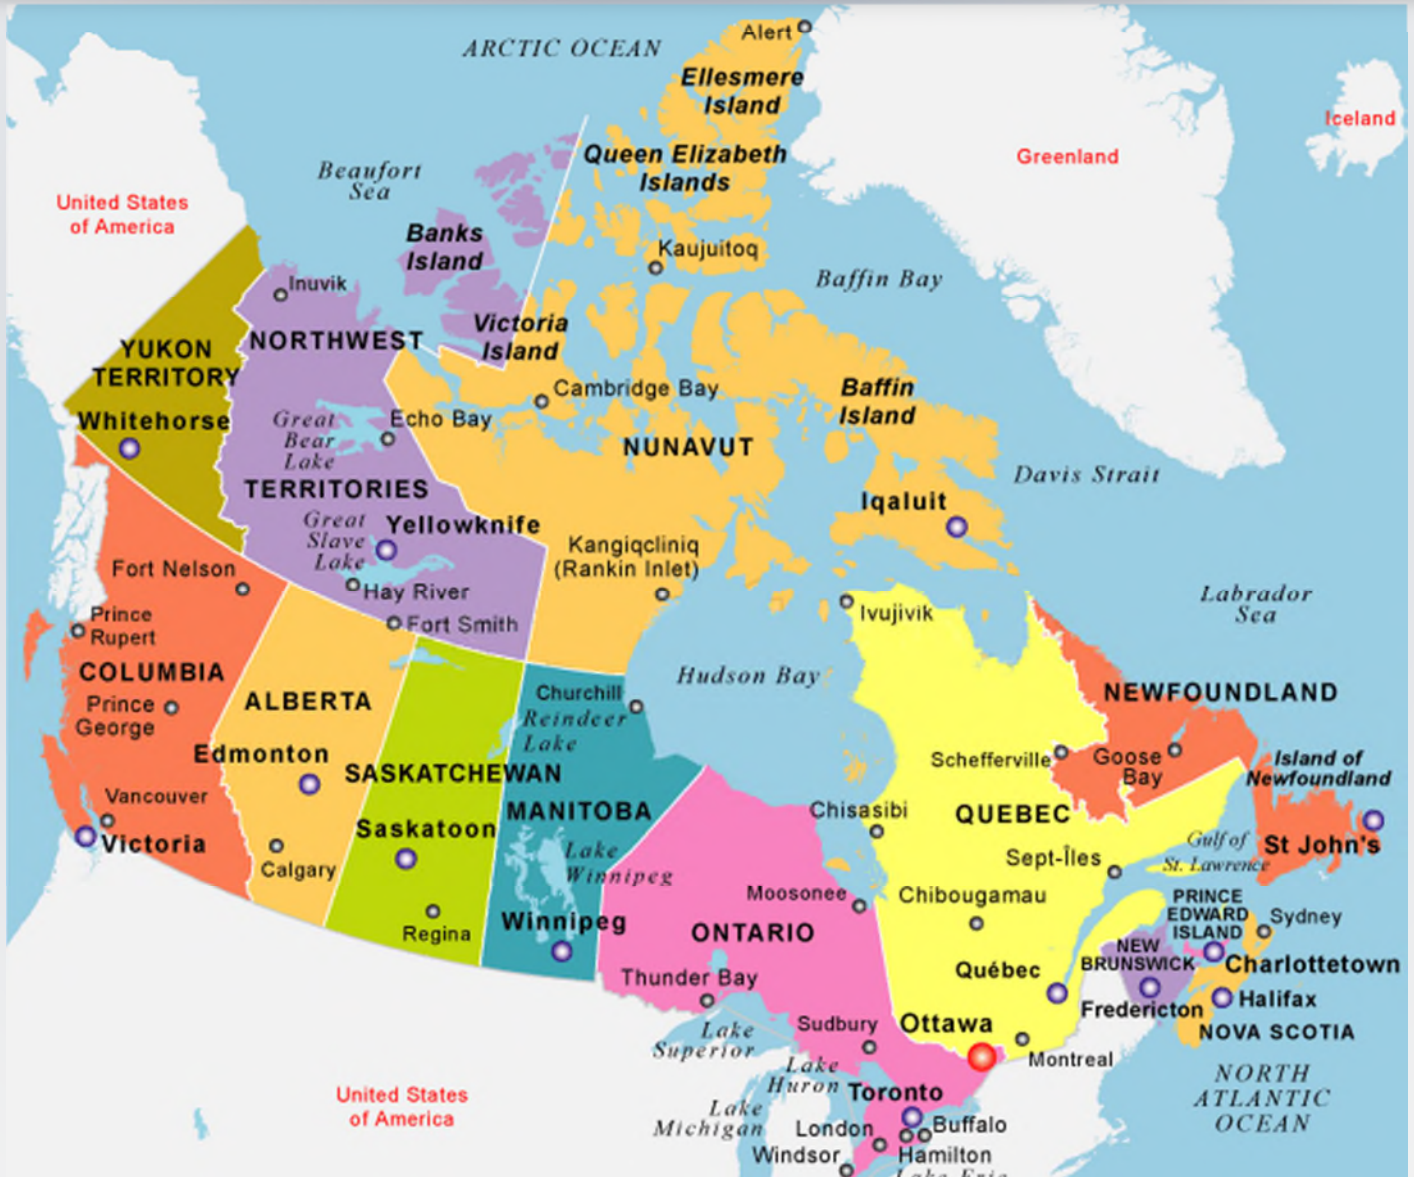 Alert
ARCTIC OCEAN
Ellesmere
Island
Iceland
Queen Elizabeth
Islands
Greenland
Beaufort
Sea
United States
of America
Banks
Island
Kaujuitoq
Baffin Bay
Inuvik
Victoria
Island
NORTHWEST
YUKON
TERRITORY
Cambridge Bay
Baffin
Island
Whitehorse
Great
Bear
Lake
Echo Bay
NUNAVUT
Davis Strait
TERRITORIES
Iqaluit
Great
Slave
Lake
Yellowknife
Kangiqcliniq
(Rankin Inlet)
Fort Nelson
Hay River
Labrador
Sea
Prince
Rupert
Fort Smith
Ivujivik
COLUMBIA
Hudson Bay
ALBERTA
Churchill
NEWFOUNDLAND
Prince
George
Reindeer
Lake
Edmonton
Schefferville
Goose
Bay
Island of
Newfoundland
SASKATCHEWAN
Vancouver
MANITOBA
Chisasibi
QUEBEC
Saskatoon
Victoria
Gulf of
St. Lawrence
St John's
Lake
Winnipeg
Sept-Îles
Calgary
Moosonee
Chibougamau
PRINCE
EDWARD
ISLAND
Sydney
Regina
Winnipeg
ONTARIO
NEW
BRUNSWICK
Charlottetown
Thunder Bay
Québec
Fredericton
Halifax
Sudbury
Ottawa
NOVA SCOTIA
Lake
Superior
Montreal
Lake
Huron
NORTH
ATLANTIC
OCEAN
United States
of America
Toronto
Lake
Michigan
London
Buffalo
Windsor
Hamilton
Lake Erie